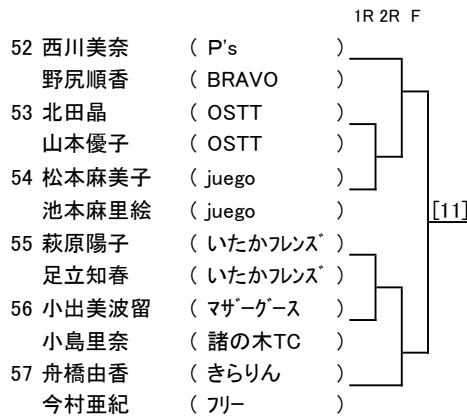 1R 2R F
52 西川美奈 ( P's )
野尻順香 ( BRAVO )
53 北田晶 ( OSTT )
山本優子 ( OSTT )
54 松本麻美子 ( juego )
池本麻里絵 ( juego )
[11]
55 萩原陽子 ( いたかﾌﾚﾝｽﾞ )
足立知春 ( いたかﾌﾚﾝｽﾞ )
56 小出美波留 ( ﾏｻﾞｰｸﾞｰｽ )
小島里奈 ( 諸の木TC )
57 舟橋由香 ( きらりん )
今村亜紀 ( ﾌﾘｰ )